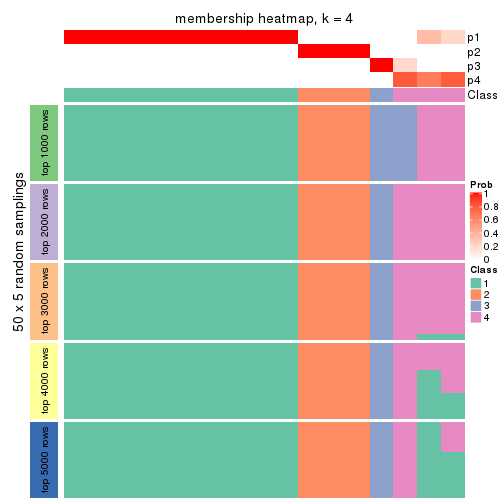 membership heatmap, k = 4
p1
p2
p3
p4
Class
50 x 5 random samplings
top 1000 rows
top 2000 rows
top 3000 rows
top 4000 rows
top 5000 rows
Prob
1
0.8
0.6
0.4
0.2
0
Class
1
2
3
4